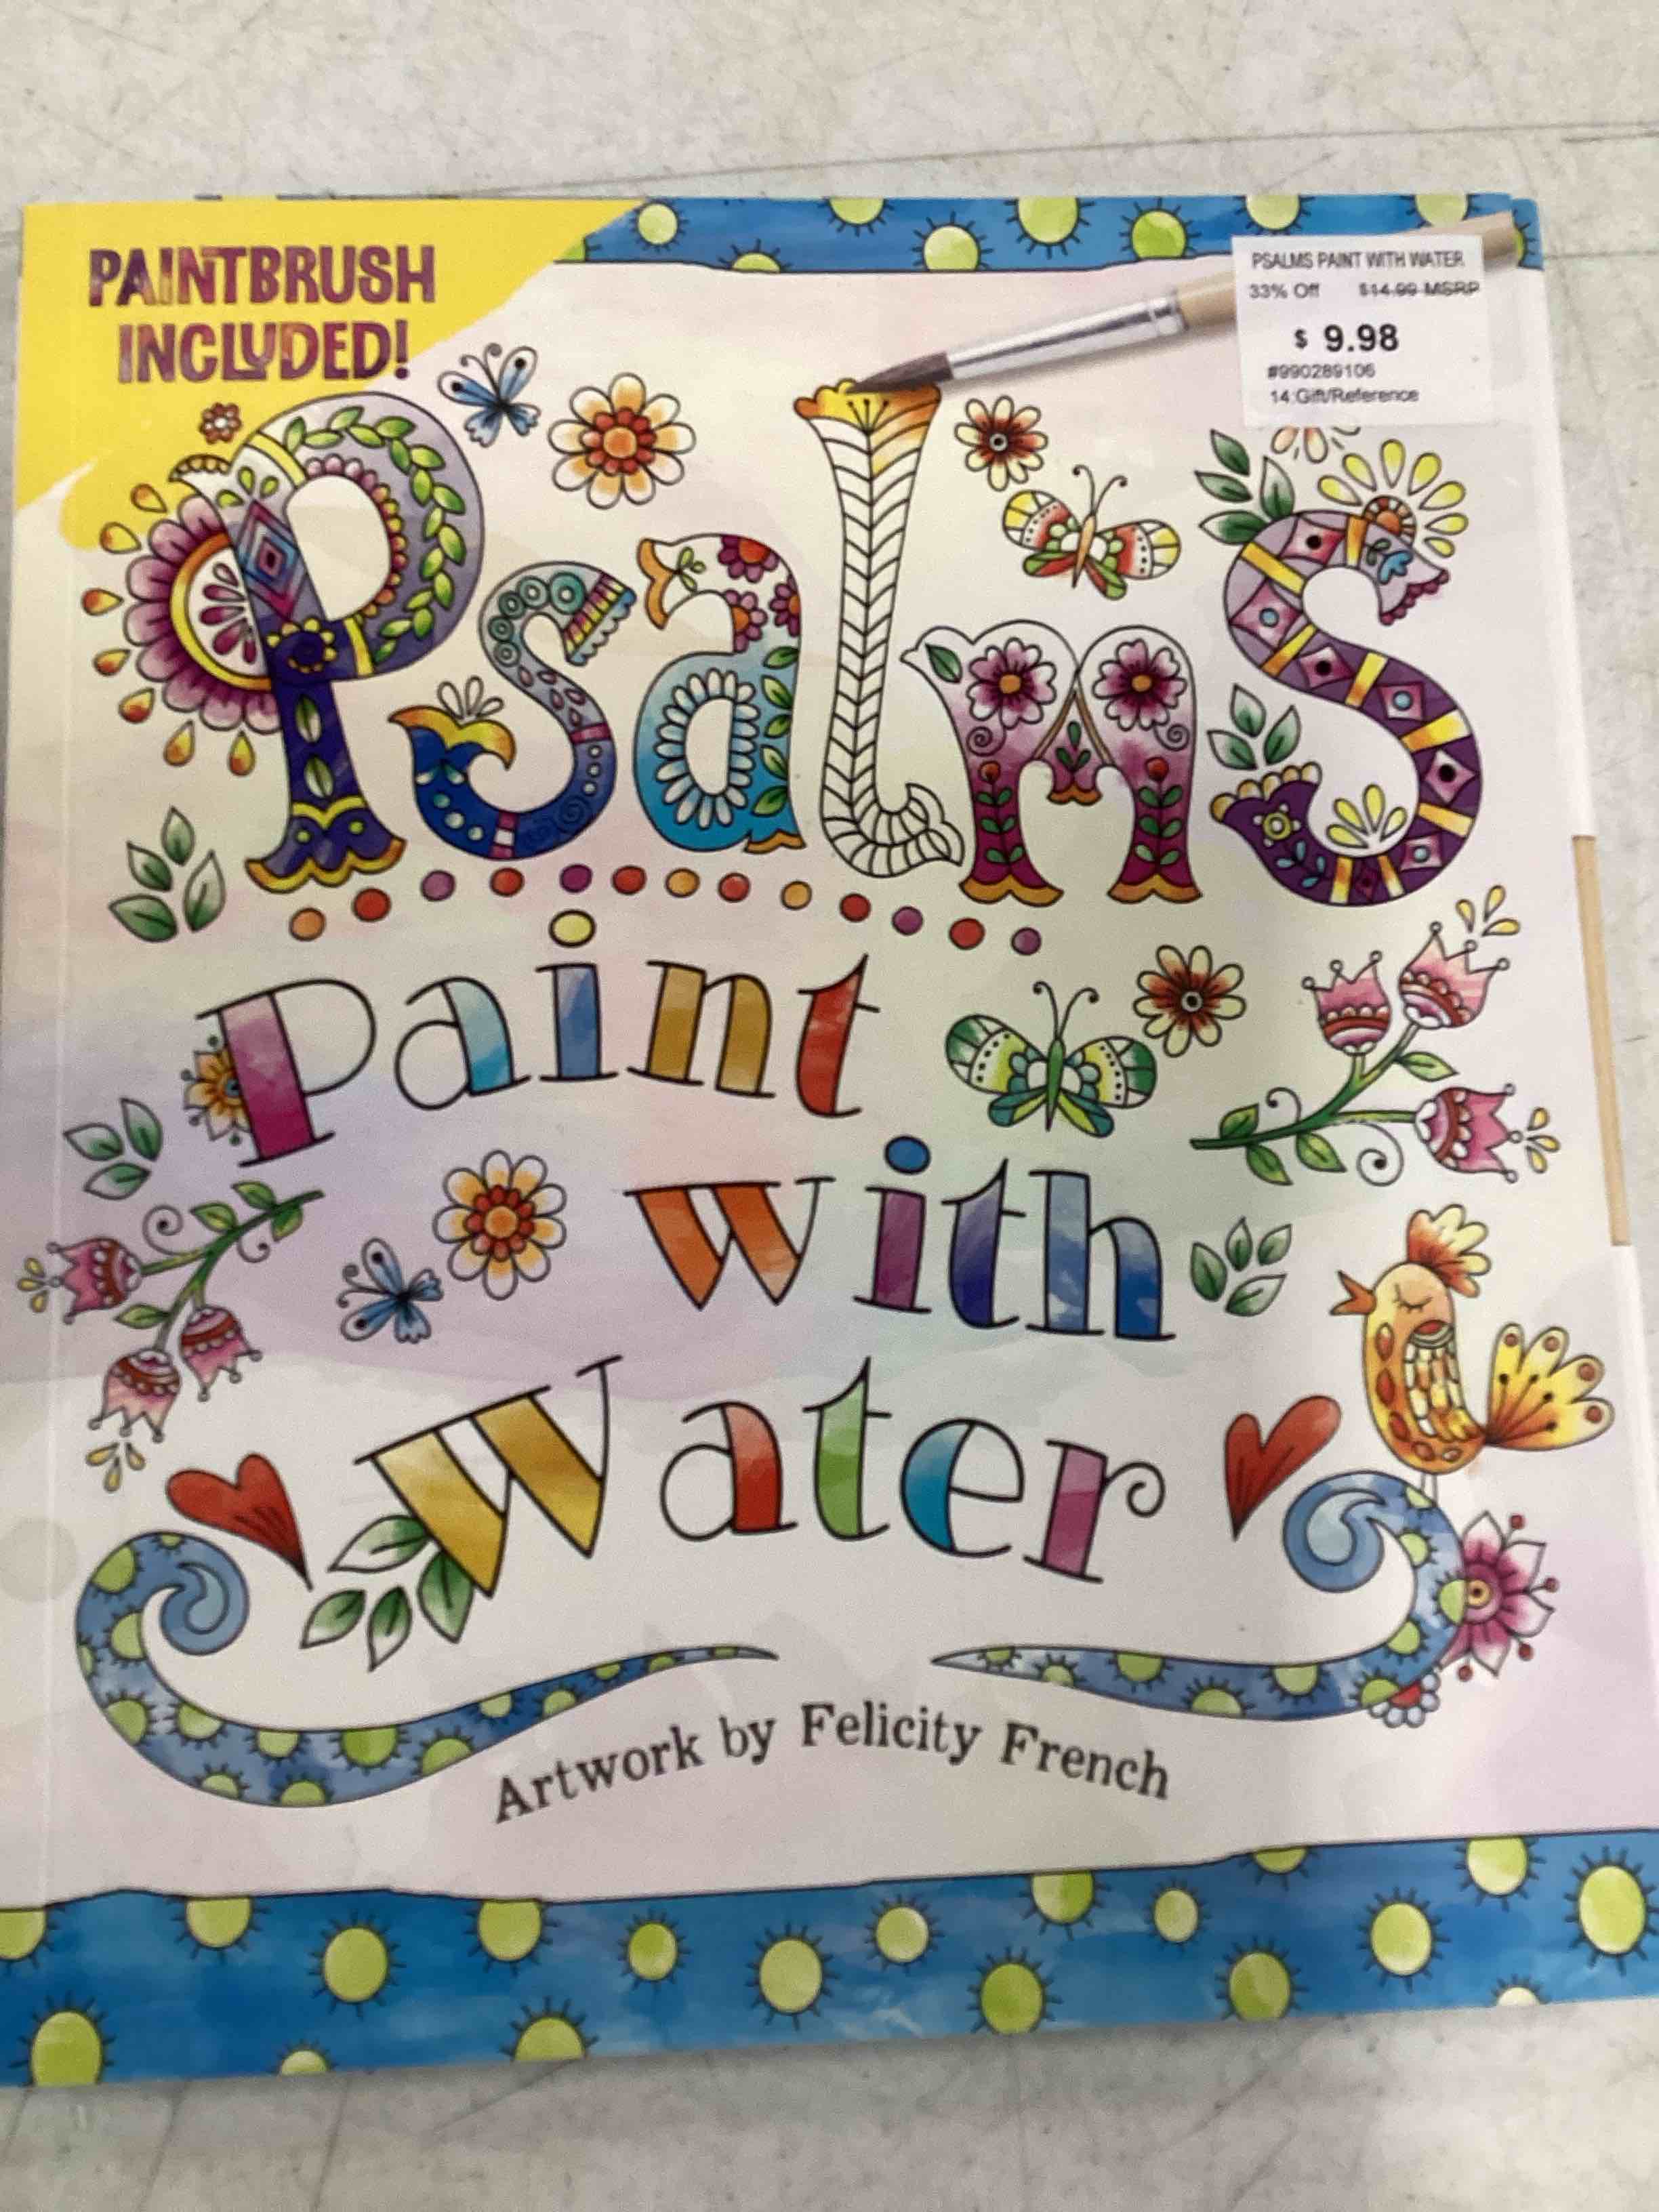 PAINTBRUSH
INCLUDED!
PSALMS PAINT WITH WATER
33% Off $14.99 MSRP
$ 9.98
#990289106
14:Gift/Reference
Psalms
Paint
with
Water
Artwork by Felicity French